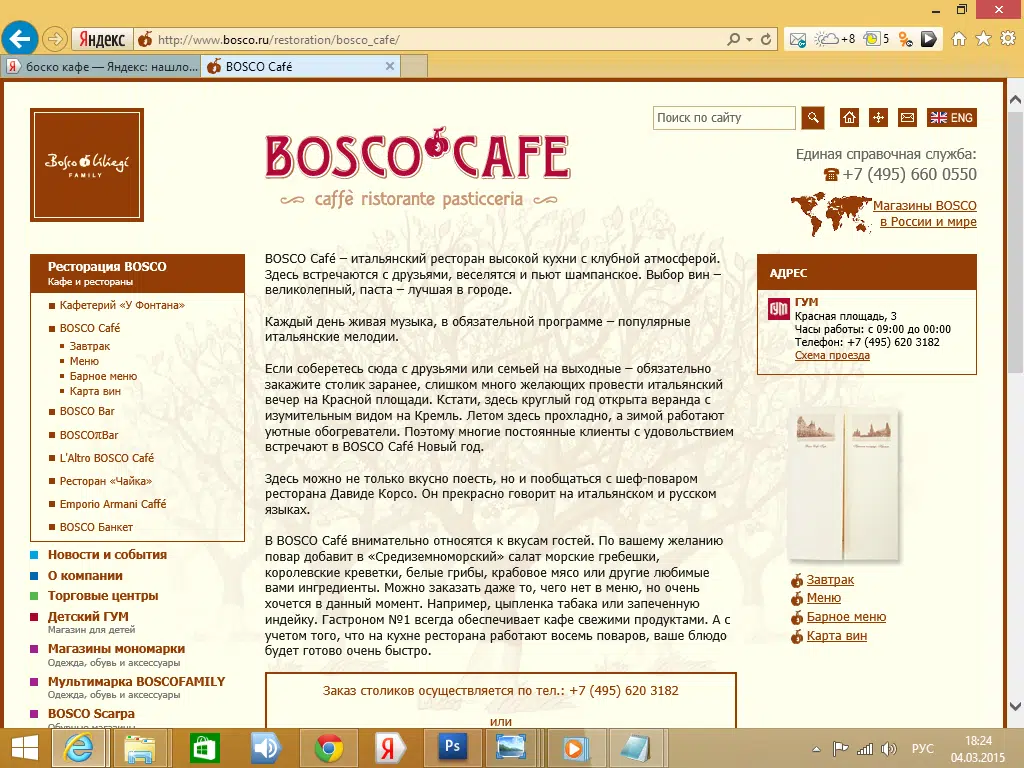 Яндекс
http://www.bosco.ru/restoration/bosco_cafe/
+8
5
Я боско кафе — Яндекс: нашло...
BOSCO Café
Bosco Ciliegi
FAMILY
BOSCO CAFE
caffè ristorante pasticceria
Поиск по сайту
ENG
Единая справочная служба:
+7 (495) 660 0550
Магазины BOSCO
в России и мире
Ресторация BOSCO
Кафе и рестораны
Кафетерий «У Фонтана»
BOSCO Café
Завтрак
Меню
Барное меню
Карта вин
BOSCO Bar
BOSCOπBar
L'Altro BOSCO Café
Ресторан «Чайка»
Emporio Armani Caffé
BOSCO Банкет
Новости и события
О компании
Торговые центры
Детский ГУМ
Магазин для детей
Магазины мономарки
Одежда, обувь и аксессуары
Мультимарка BOSCOFAMILY
Одежда, обувь и аксессуары
BOSCO Scarpa
Обувные магазины
BOSCO Café – итальянский ресторан высокой кухни с клубной атмосферой.
Здесь встречаются с друзьями, веселятся и пьют шампанское. Выбор вин –
великолепный, паста – лучшая в городе.
Каждый день живая музыка, в обязательной программе – популярные
итальянские мелодии.
Если соберетесь сюда с друзьями или семьей на выходные – обязательно
закажите столик заранее, слишком много желающих провести итальянский
вечер на Красной площади. Кстати, здесь круглый год открыта веранда с
изумительным видом на Кремль. Летом здесь прохладно, а зимой работают
уютные обогреватели. Поэтому многие постоянные клиенты с удовольствием
встречают в BOSCO Café Новый год.
Здесь можно не только вкусно поесть, но и пообщаться с шеф-поваром
ресторана Давиде Корсо. Он прекрасно говорит на итальянском и русском
языках.
В BOSCO Café внимательно относятся к вкусам гостей. По вашему желанию
повар добавит в «Средиземноморский» салат морские гребешки,
королевские креветки, белые грибы, крабовое мясо или другие любимые
вами ингредиенты. Можно заказать даже то, чего нет в меню, но очень
хочется в данный момент. Например, цыпленка табака или запеченную
индейку. Гастроном №1 всегда обеспечивает кафе свежими продуктами. А с
учетом того, что на кухне ресторана работают восемь поваров, ваше блюдо
будет готово очень быстро.
Заказ столиков осуществляется по тел.: +7 (495) 620 3182
или
АДРЕС
ГУМ
ГУМ
Красная площадь, 3
Часы работы: с 09:00 до 00:00
Телефон: +7 (495) 620 3182
Схема проезда
Завтрак
Меню
Барное меню
Карта вин
Я
Ps
РУС
18:24
04.03.2015